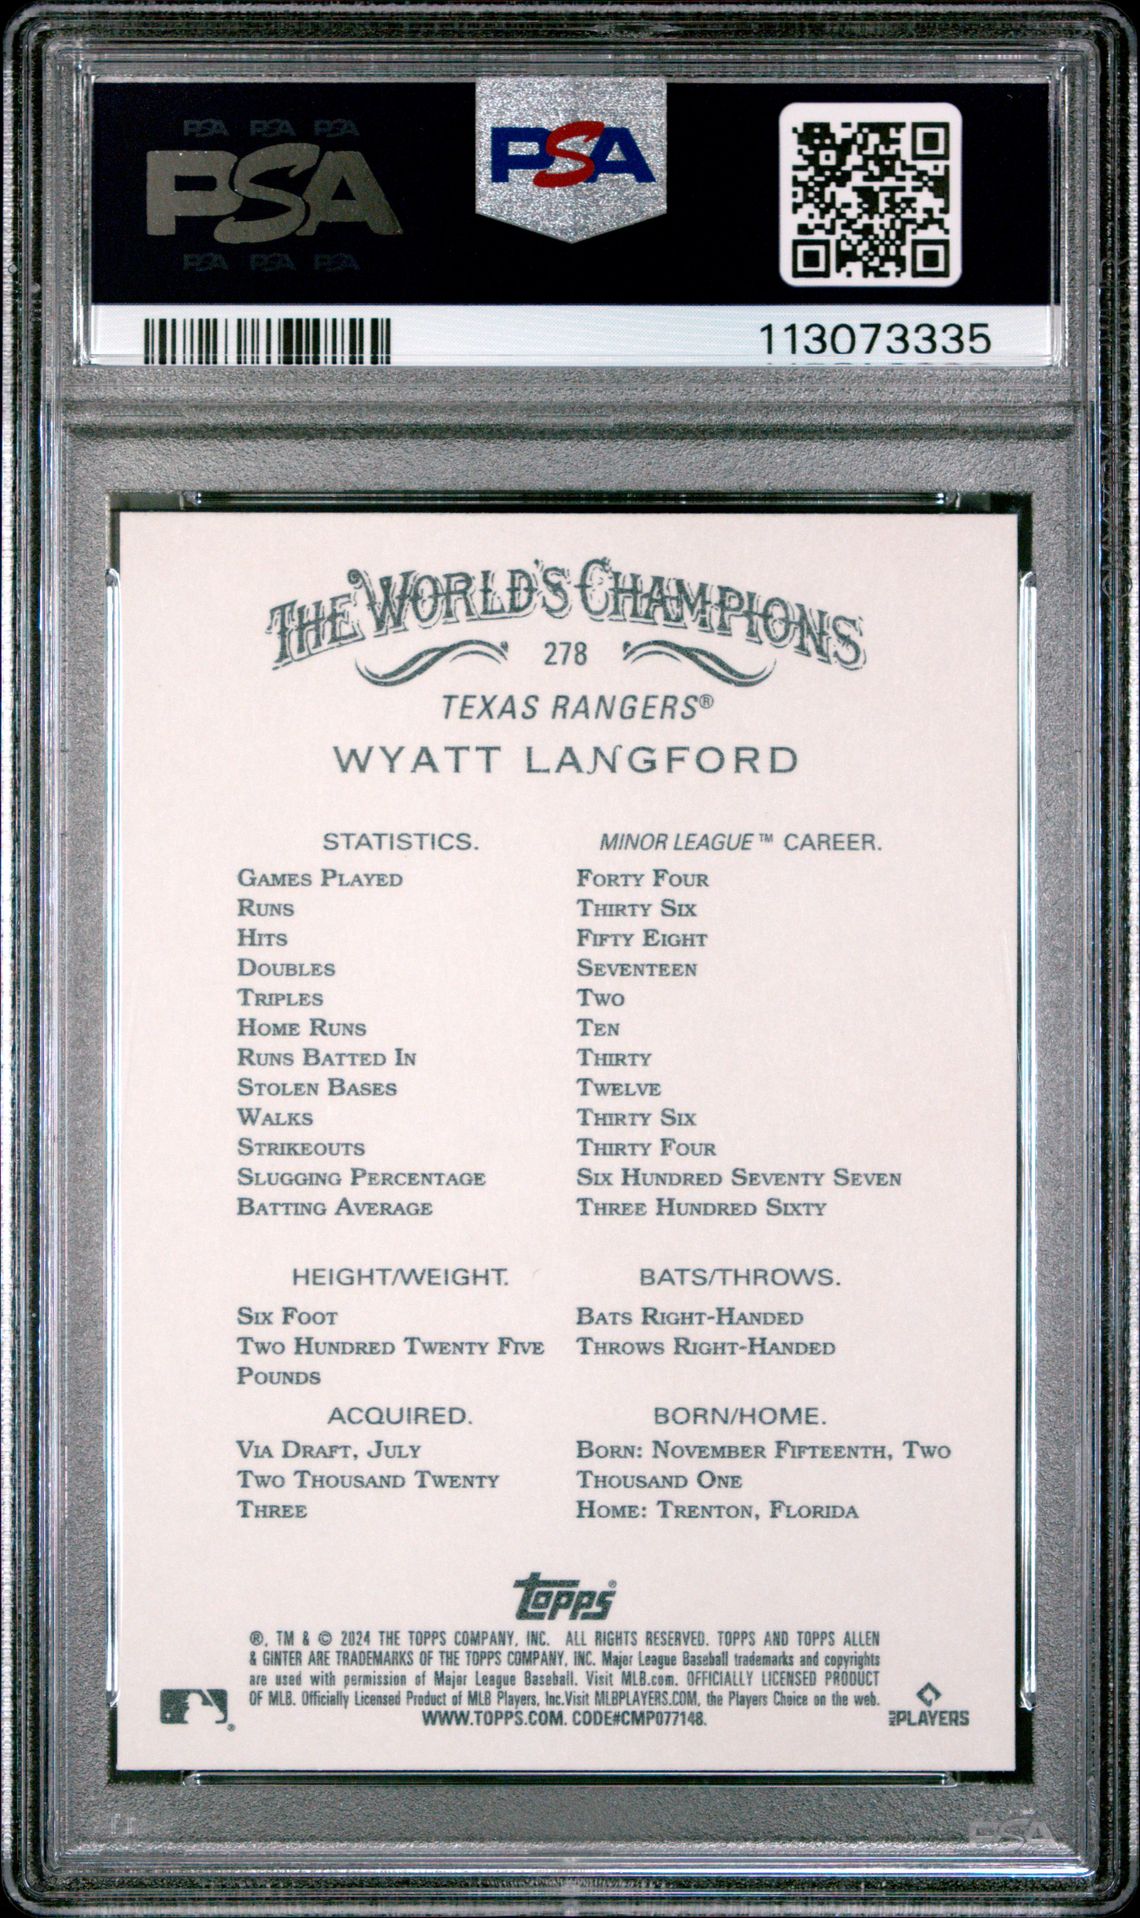 PSA PSA PSA
PSA
PSA PSA PSA
PSA
113073335
THE WORLD'S CHAMPIONS
278
TEXAS RANGERS®
WYATT LANGFORD
STATISTICS. MINOR LEAGUE™ CAREER.
GAMES PLAYED FORTY FOUR
RUNS THIRTY SIX
HITS FIFTY EIGHT
DOUBLES SEVENTEEN
TRIPLES TWO
HOME RUNS TEN
RUNS BATTED IN THIRTY
STOLEN BASES TWELVE
WALKS THIRTY SIX
STRIKEOUTS THIRTY FOUR
SLUGGING PERCENTAGE SIX HUNDRED SEVENTY SEVEN
BATTING AVERAGE THREE HUNDRED SIXTY
HEIGHT/WEIGHT. BATS/THROWS.
SIX FOOT BATS RIGHT-HANDED
TWO HUNDRED TWENTY FIVE THROWS RIGHT-HANDED
POUNDS
ACQUIRED. BORN/HOME.
VIA DRAFT, JULY BORN: NOVEMBER FIFTEENTH, TWO
TWO THOUSAND TWENTY THOUSAND ONE
THREE HOME: TRENTON, FLORIDA
Topps®
®, TM & © 2024 THE TOPPS COMPANY, INC. ALL RIGHTS RESERVED. TOPPS AND TOPPS ALLEN
& GINTER ARE TRADEMARKS OF THE TOPPS COMPANY, INC. Major League Baseball trademarks and copyrights
are used with permission of Major League Baseball. Visit MLB.com. OFFICIALLY LICENSED PRODUCT
OF MLB. Officially Licensed Product of MLB Players, Inc.Visit MLBPLAYERS.COM, the Players Choice on the web.
WWW.TOPPS.COM. CODE#CMP077148.
MLB PLAYERS
PSA